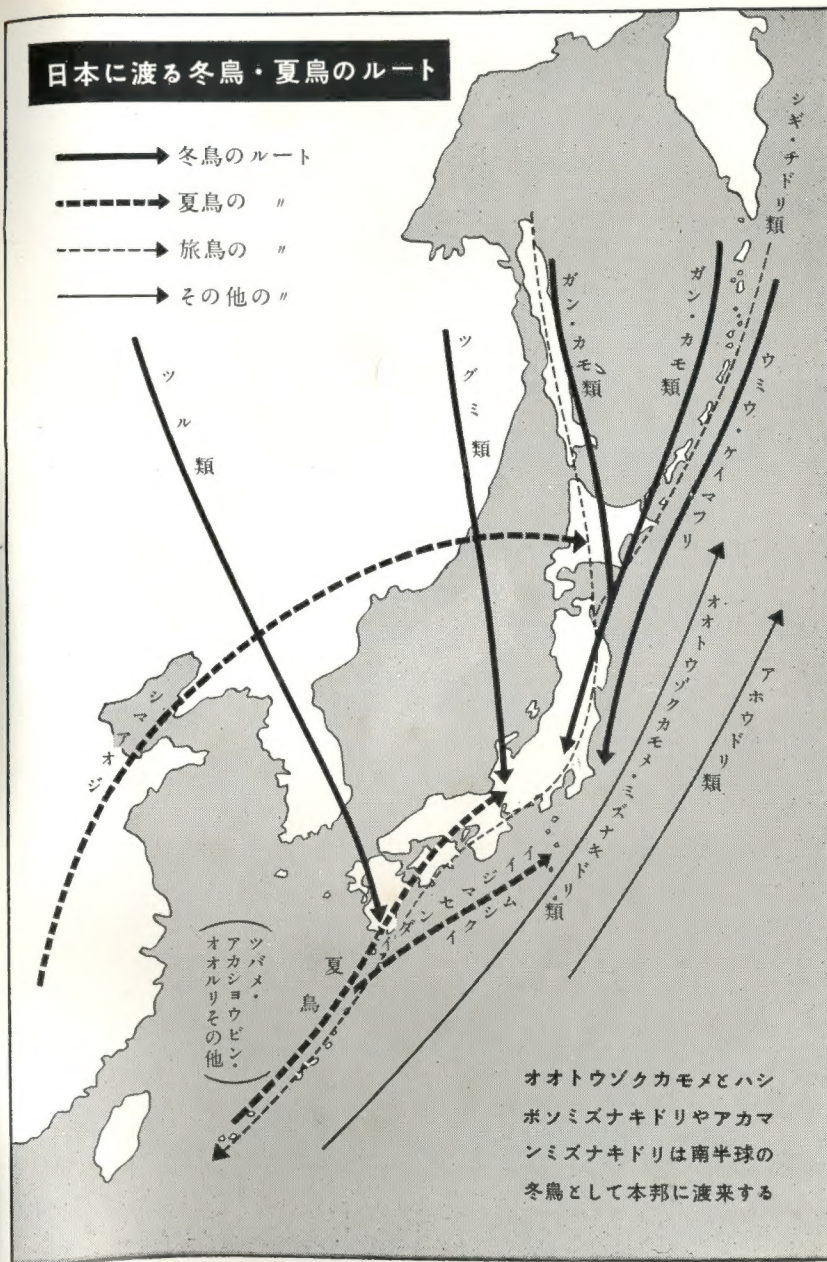 日本に渡る冬鳥・夏鳥のルート
冬鳥のルート
夏鳥の 〃
旅鳥の 〃
その他の〃
シギ・チドリ類
ガン・カモ類
ガン・カモ類
ウミウ・ケイマフリ
ツグミ類
ツル類
オオトウゾクカモメ・ミズナキドリ類
アホウドリ類
シマアオジ
イイジマセンダイ
ムシクイ
夏鳥
(ツバメ・
アカショウビン・
オオルリその他)
オオトウゾクカモメとハシ
ボソミズナキドリやアカマ
ンミズナキドリは南半球の
冬鳥として本邦に渡来する